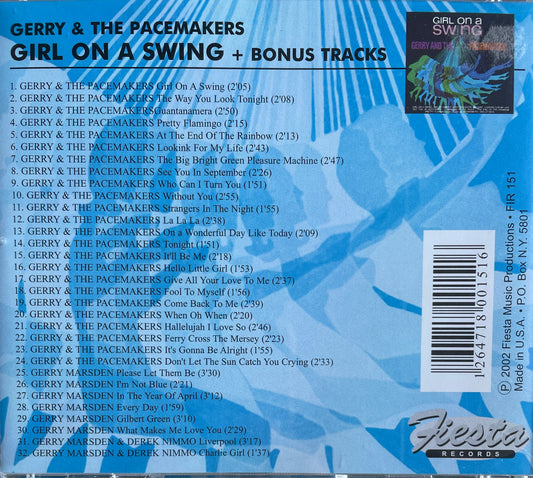 GERRY & THE PACEMAKERS
GIRL ON A SWING + BONUS TRACKS
GIRL ON A
SWING
GERRY AND THE
1. GERRY & THE PACEMAKERS Girl On A Swing (2'05)
2. GERRY & THE PACEMAKERS The Way You Look Tonight (2'08)
3. GERRY & THE PACEMAKERSGuantanamera (2'50)
4. GERRY & THE PACEMAKERS Pretty Flamingo (2'15)
5. GERRY & THE PACEMAKERS At The End Of The Rainbow (2'13)
6. GERRY & THE PACEMAKERS Lookink For My Life (2'43)
7. GERRY & THE PACEMAKERS The Big Bright Green Pleasure Machine (2'47)
8. GERRY & THE PACEMAKERS See You In September (2'26)
9. GERRY & THE PACEMAKERS Who Can I Turn You (1'51)
10. GERRY & THE PACEMAKERS Without You (2'55)
11. GERRY & THE PACEMAKERS Strangers In The Night (1'55)
12. GERRY & THE PACEMAKERS La La La (2'38)
13. GERRY & THE PACEMAKERS On a Wonderful Day Like Today (2'09)
14. GERRY & THE PACEMAKERS Tonight (1'51)
15. GERRY & THE PACEMAKERS It'll Be Me (2'18)
16. GERRY & THE PACEMAKERS Hello Little Girl (1'53)
17. GERRY & THE PACEMAKERS Give All Your Love To Me (2'37)
18. GERRY & THE PACEMAKERS Fool To Myself (1'56)
19. GERRY & THE PACEMAKERS Come Back To Me (2'39)
20. GERRY & THE PACEMAKERS When Oh When (2'20)
21. GERRY & THE PACEMAKERS Hallelujah I Love So (2'46)
22. GERRY & THE PACEMAKERS Ferry Cross The Mersey (2'22)
23. GERRY & THE PACEMAKERS It's Gonna Be Alright (1'55)
24. GERRY & THE PACEMAKERS Don't Let The Sun Catch You Crying (2'33)
25. GERRY MARSDEN Please Let Them Be (3'30)
26. GERRY MARSDEN I'm Not Blue (2'21)
27. GERRY MARSDEN In The Year Of April (3'12)
28. GERRY MARSDEN Every Day (1'59)
29. GERRY MARSDEN Gilbert Green (3'10)
30. GERRY MARSDEN What Makes Me Love You (2'29)
31. GERRY MARSDEN & DEREK NIMMO Liverpool (3'17)
32. GERRY MARSDEN & DEREK NIMMO Charlie Girl (1'37)
1 264718 001516
℗ 2002 Fiesta Music Productions • FIR 151
Made in U.S.A. • P.O. Box N.Y. 5801
Fiesta
RECORDS